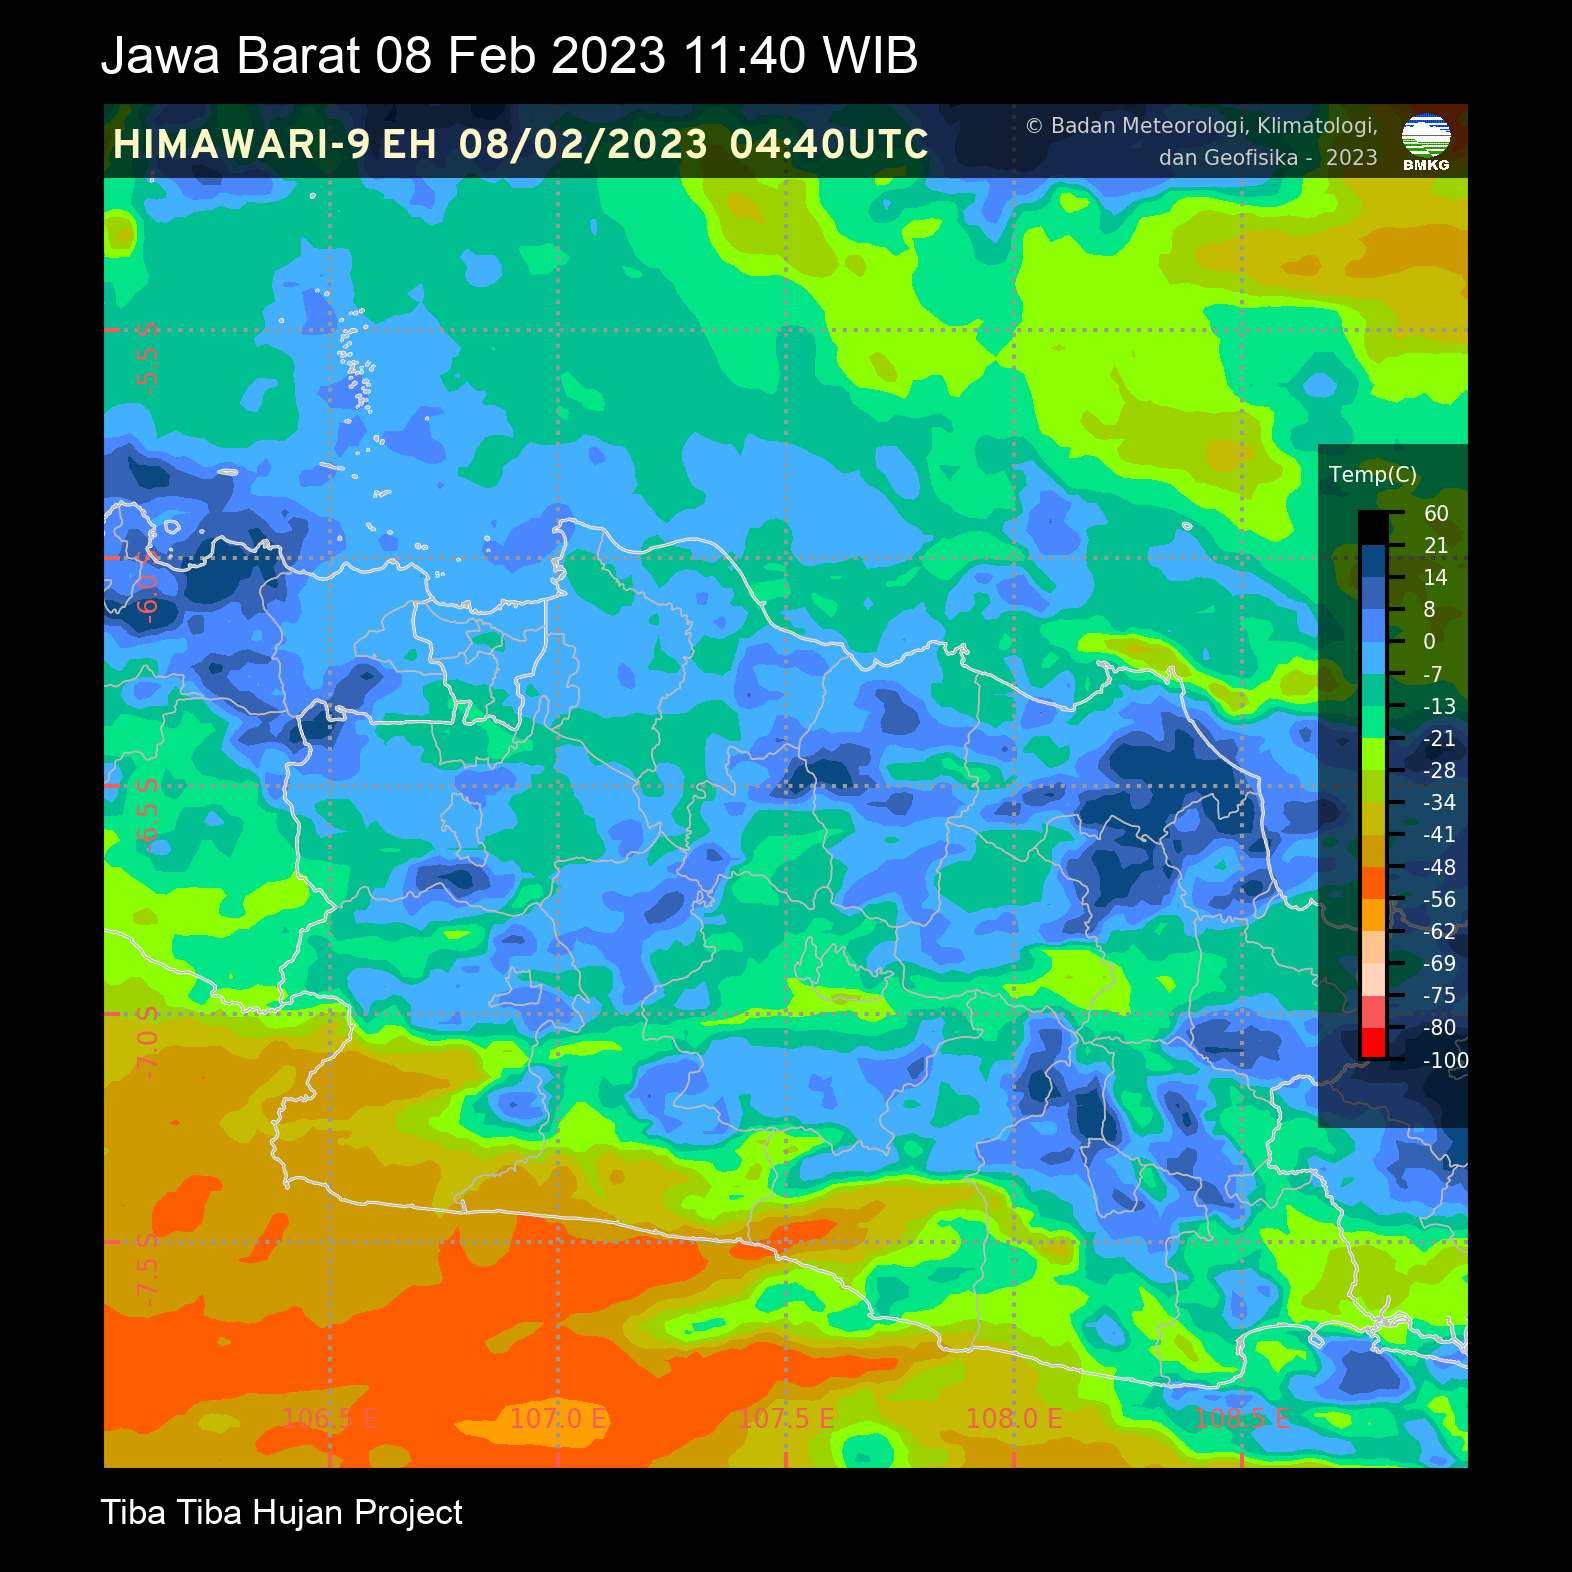 Jawa Barat 08 Feb 2023 11:40 WIB
HIMAWARI-9 EH 08/02/2023 04:40UTC
© Badan Meteorologi, Klimatologi,
dan Geofisika - 2023
BMKG
-5.5 S
-6.0 S
-6.5 S
-7.0 S
-7.5 S
Temp(C)
60
21
14
8
0
-7
-13
-21
-28
-34
-41
-48
-56
-62
-69
-75
-80
-100
106.5 E
107.0 E
107.5 E
108.0 E
108.5 E
Tiba Tiba Hujan Project